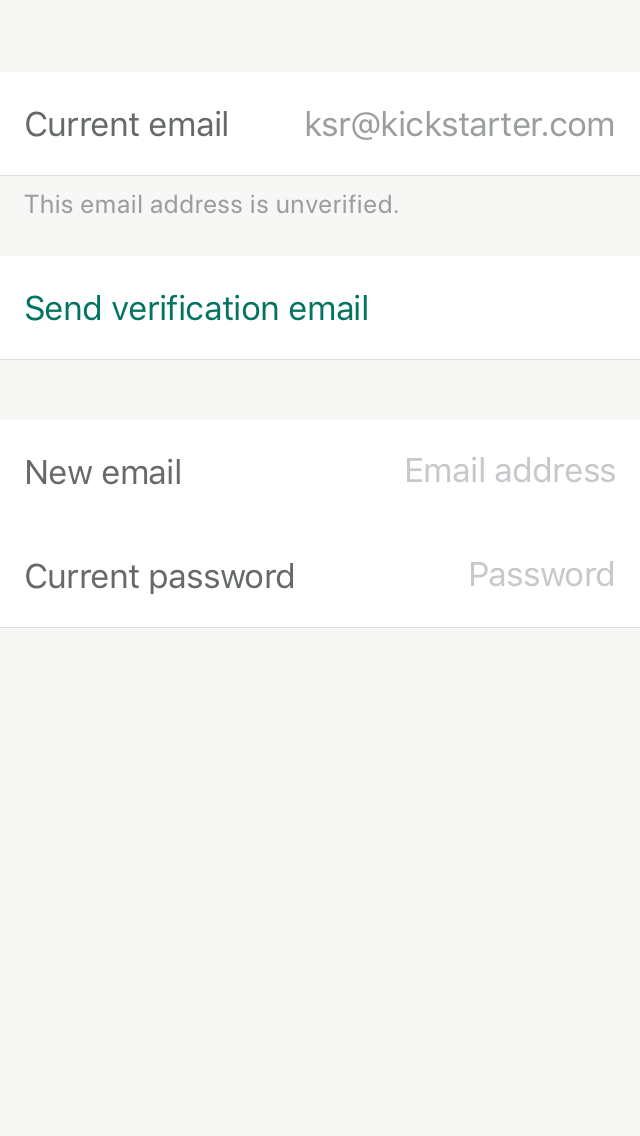 Current email ksr@kickstarter.com
This email address is unverified.
Send verification email
New email Email address
Current password Password